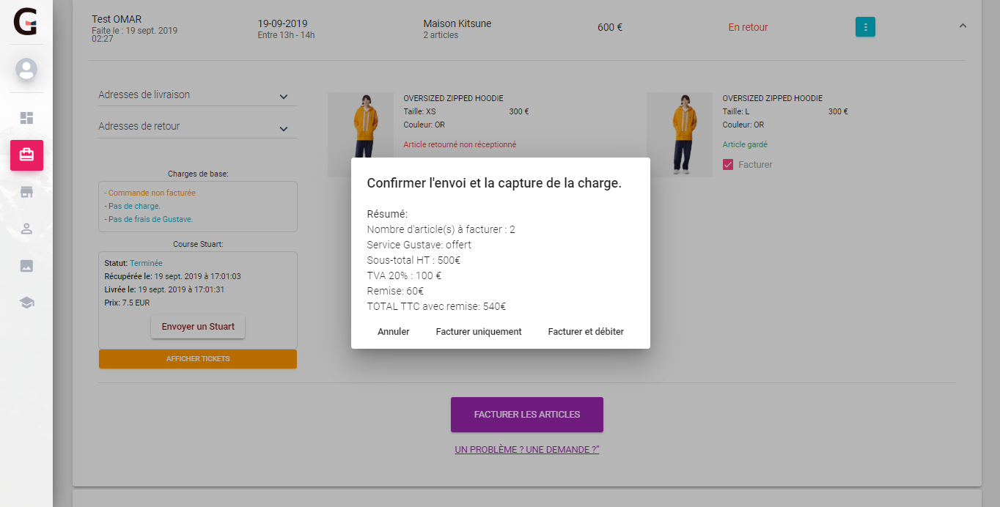 G
Test OMAR
Faite le : 19 sept. 2019
02:27
19-09-2019
Entre 13h - 14h
Maison Kitsune
2 articles
600 €
En retour
Adresses de livraison
Adresses de retour
Charges de base:
- Commande non facturée
- Pas de charge.
- Pas de frais de Gustave.
Course Stuart:
Statut: Terminée
Récupérée le: 19 sept. 2019 à 17:01:03
Livrée le: 19 sept. 2019 à 17:01:31
Prix: 7.5 EUR
Envoyer un Stuart
AFFICHER TICKETS
OVERSIZED ZIPPED HOODIE
Taille: XS 300 €
Couleur: OR
Article retourné non réceptionné
OVERSIZED ZIPPED HOODIE
Taille: L 300 €
Couleur: OR
Article gardé
Facturer
Confirmer l'envoi et la capture de la charge.
Résumé:
Nombre d'article(s) à facturer : 2
Service Gustave: offert
Sous-total HT : 500€
TVA 20% : 100 €
Remise: 60€
TOTAL TTC avec remise: 540€
Annuler Facturer uniquement Facturer et débiter
FACTURER LES ARTICLES
UN PROBLÈME ? UNE DEMANDE ?"